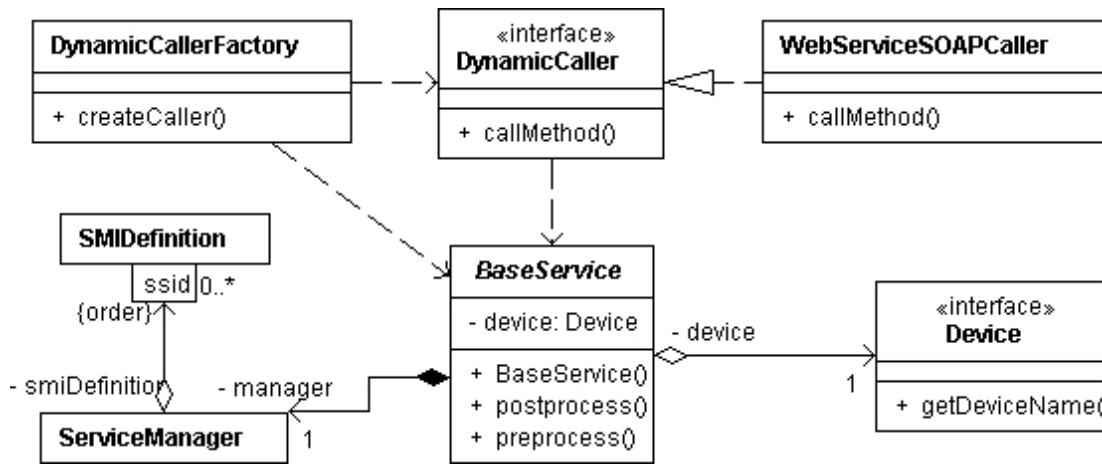 DynamicCallerFactory
+ createCaller()
«interface»
DynamicCaller
+ callMethod()
WebServiceSOAPCaller
+ callMethod()
SMIDefinition
ssid
0..*
{order}
- smiDefinition
ServiceManager
- manager
1
BaseService
- device: Device
+ BaseService()
+ postprocess()
+ preprocess()
- device
1
«interface»
Device
+ getDeviceName(